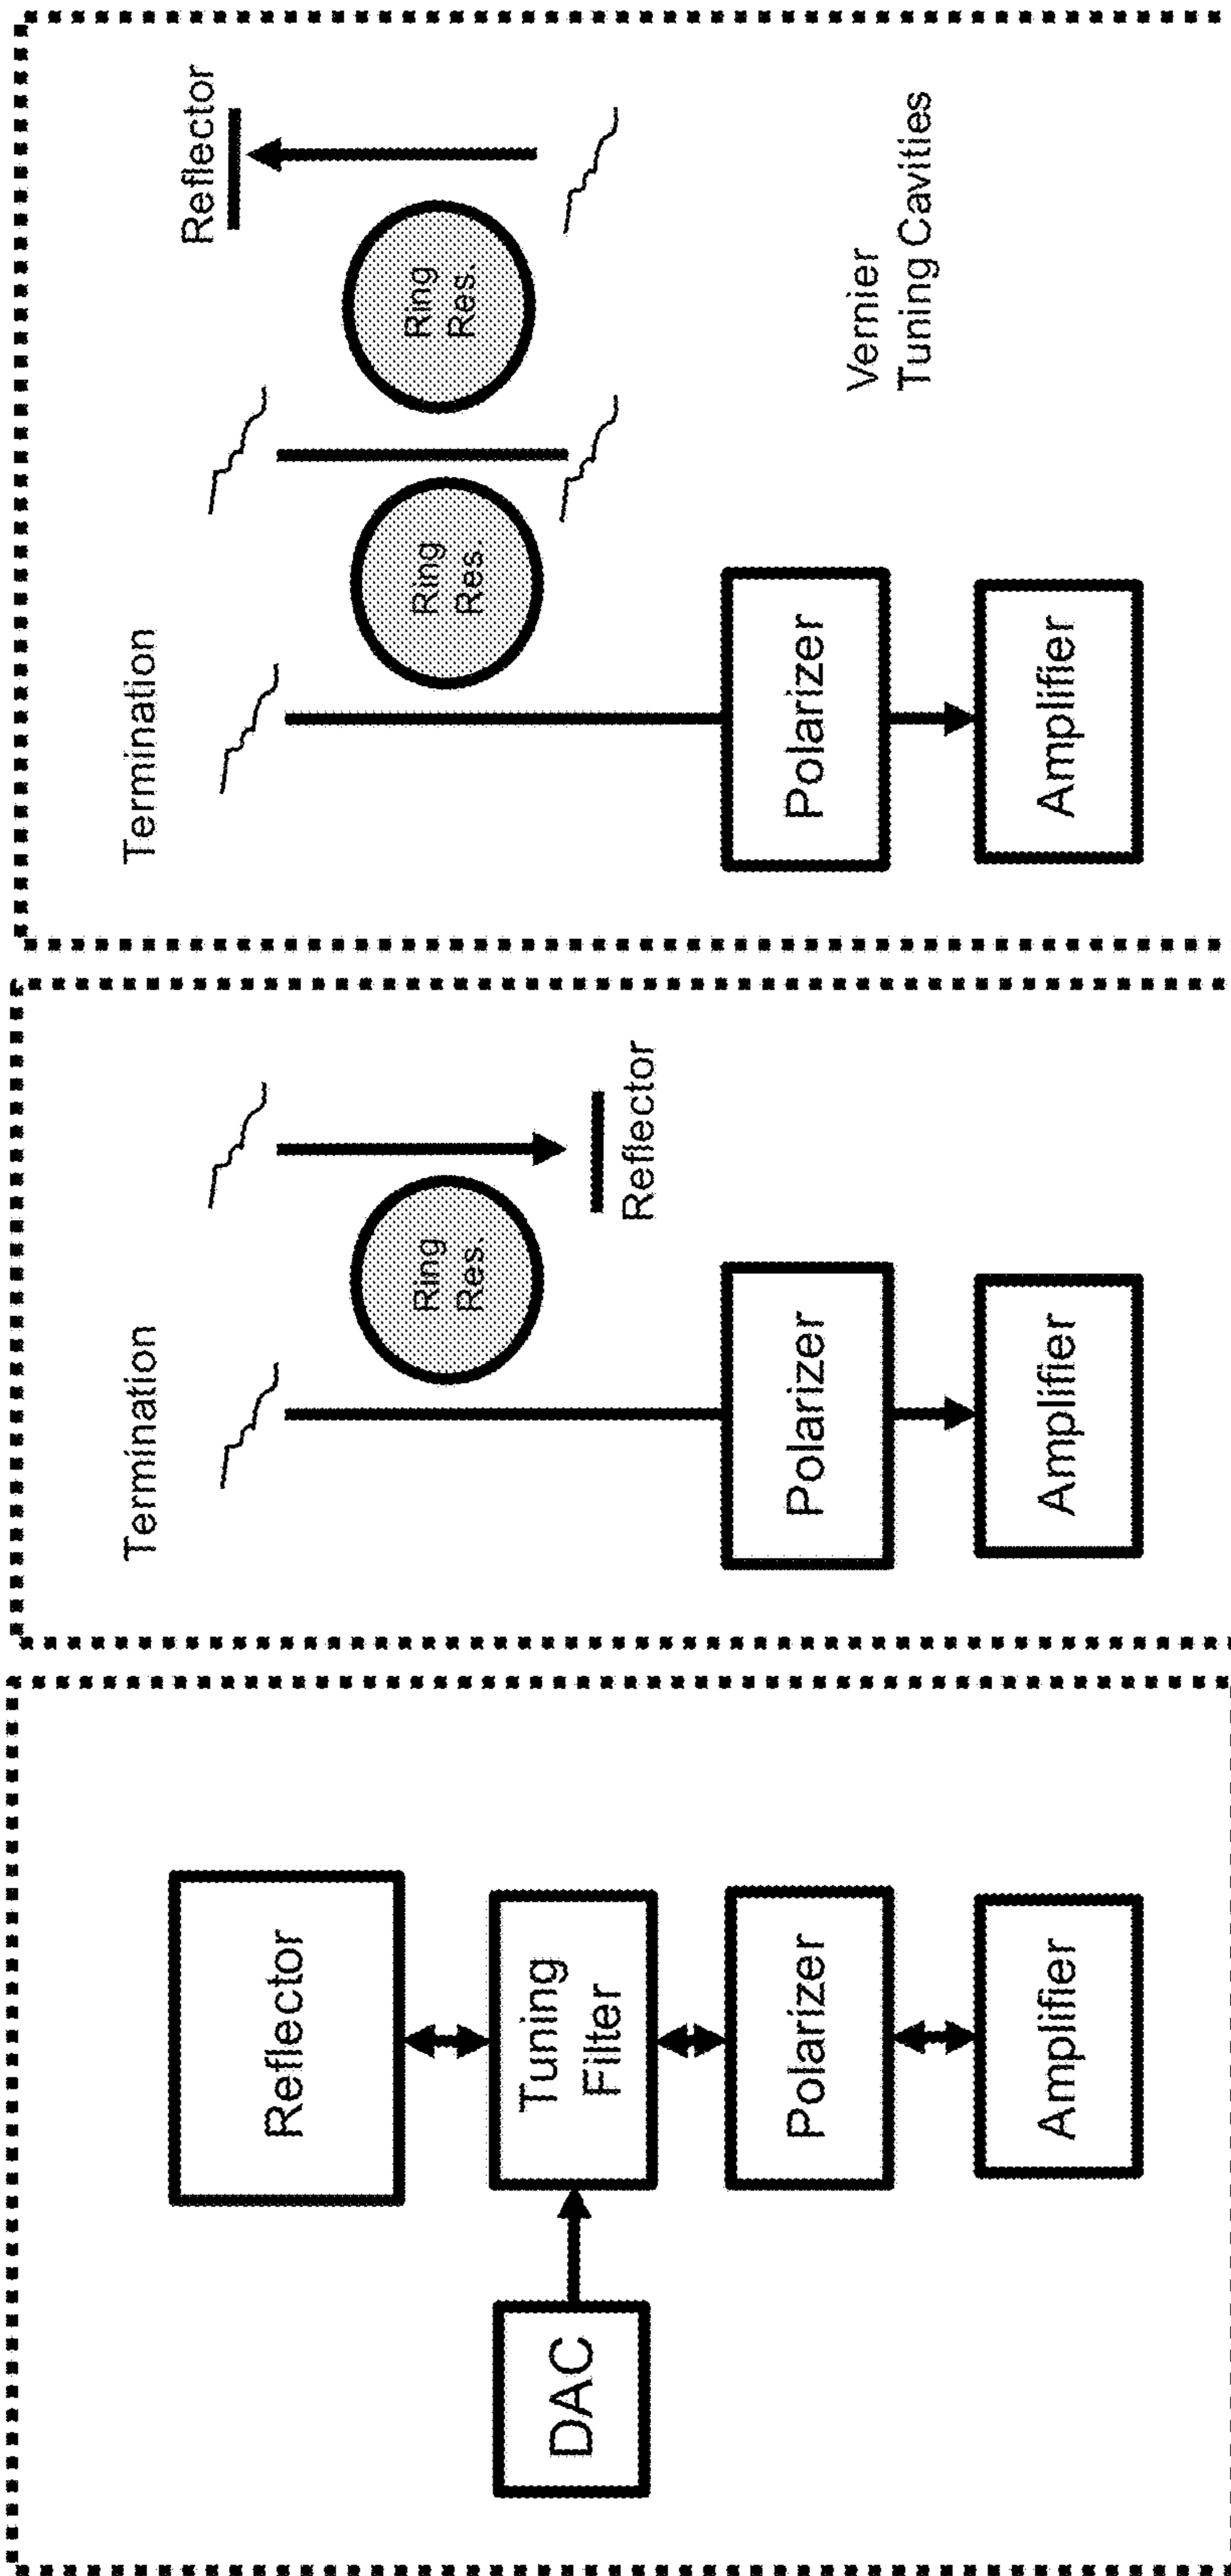 Reflector
DAC
Tuning
Filter
Polarizer
Amplifier
Termination
Ring
Res.
Reflector
Polarizer
Amplifier
Termination
Reflector
Ring
Res.
Ring
Res.
Polarizer
Vernier
Tuning Cavities
Amplifier